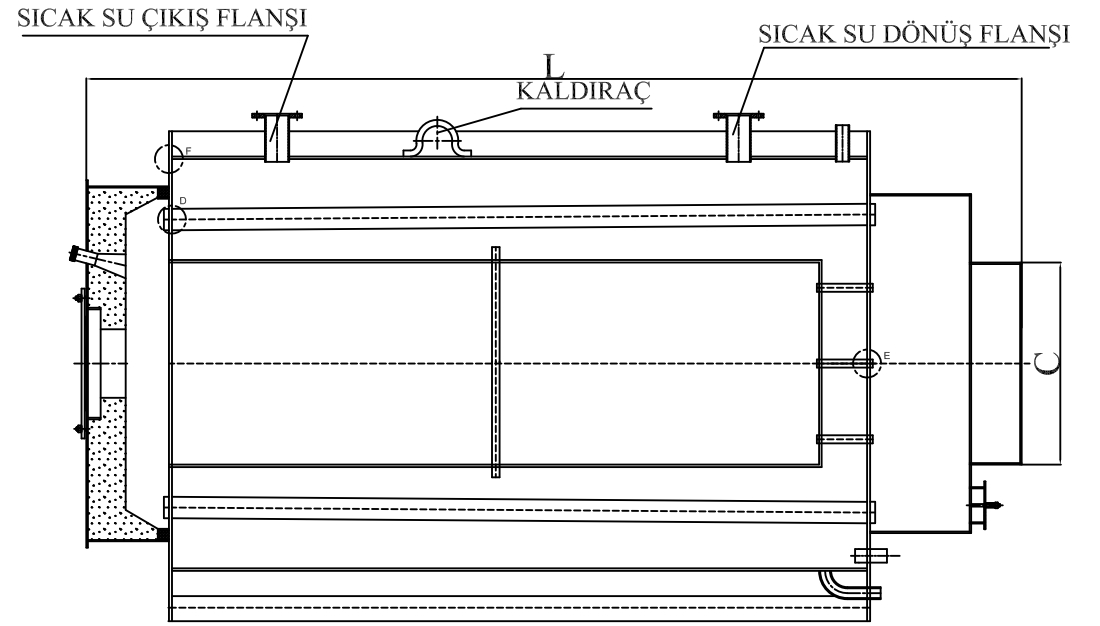 SICAK SU ÇIKIŞ FLANŞI
SICAK SU DÖNÜŞ FLANŞI
L
KALDIRAÇ
F
D
E
C